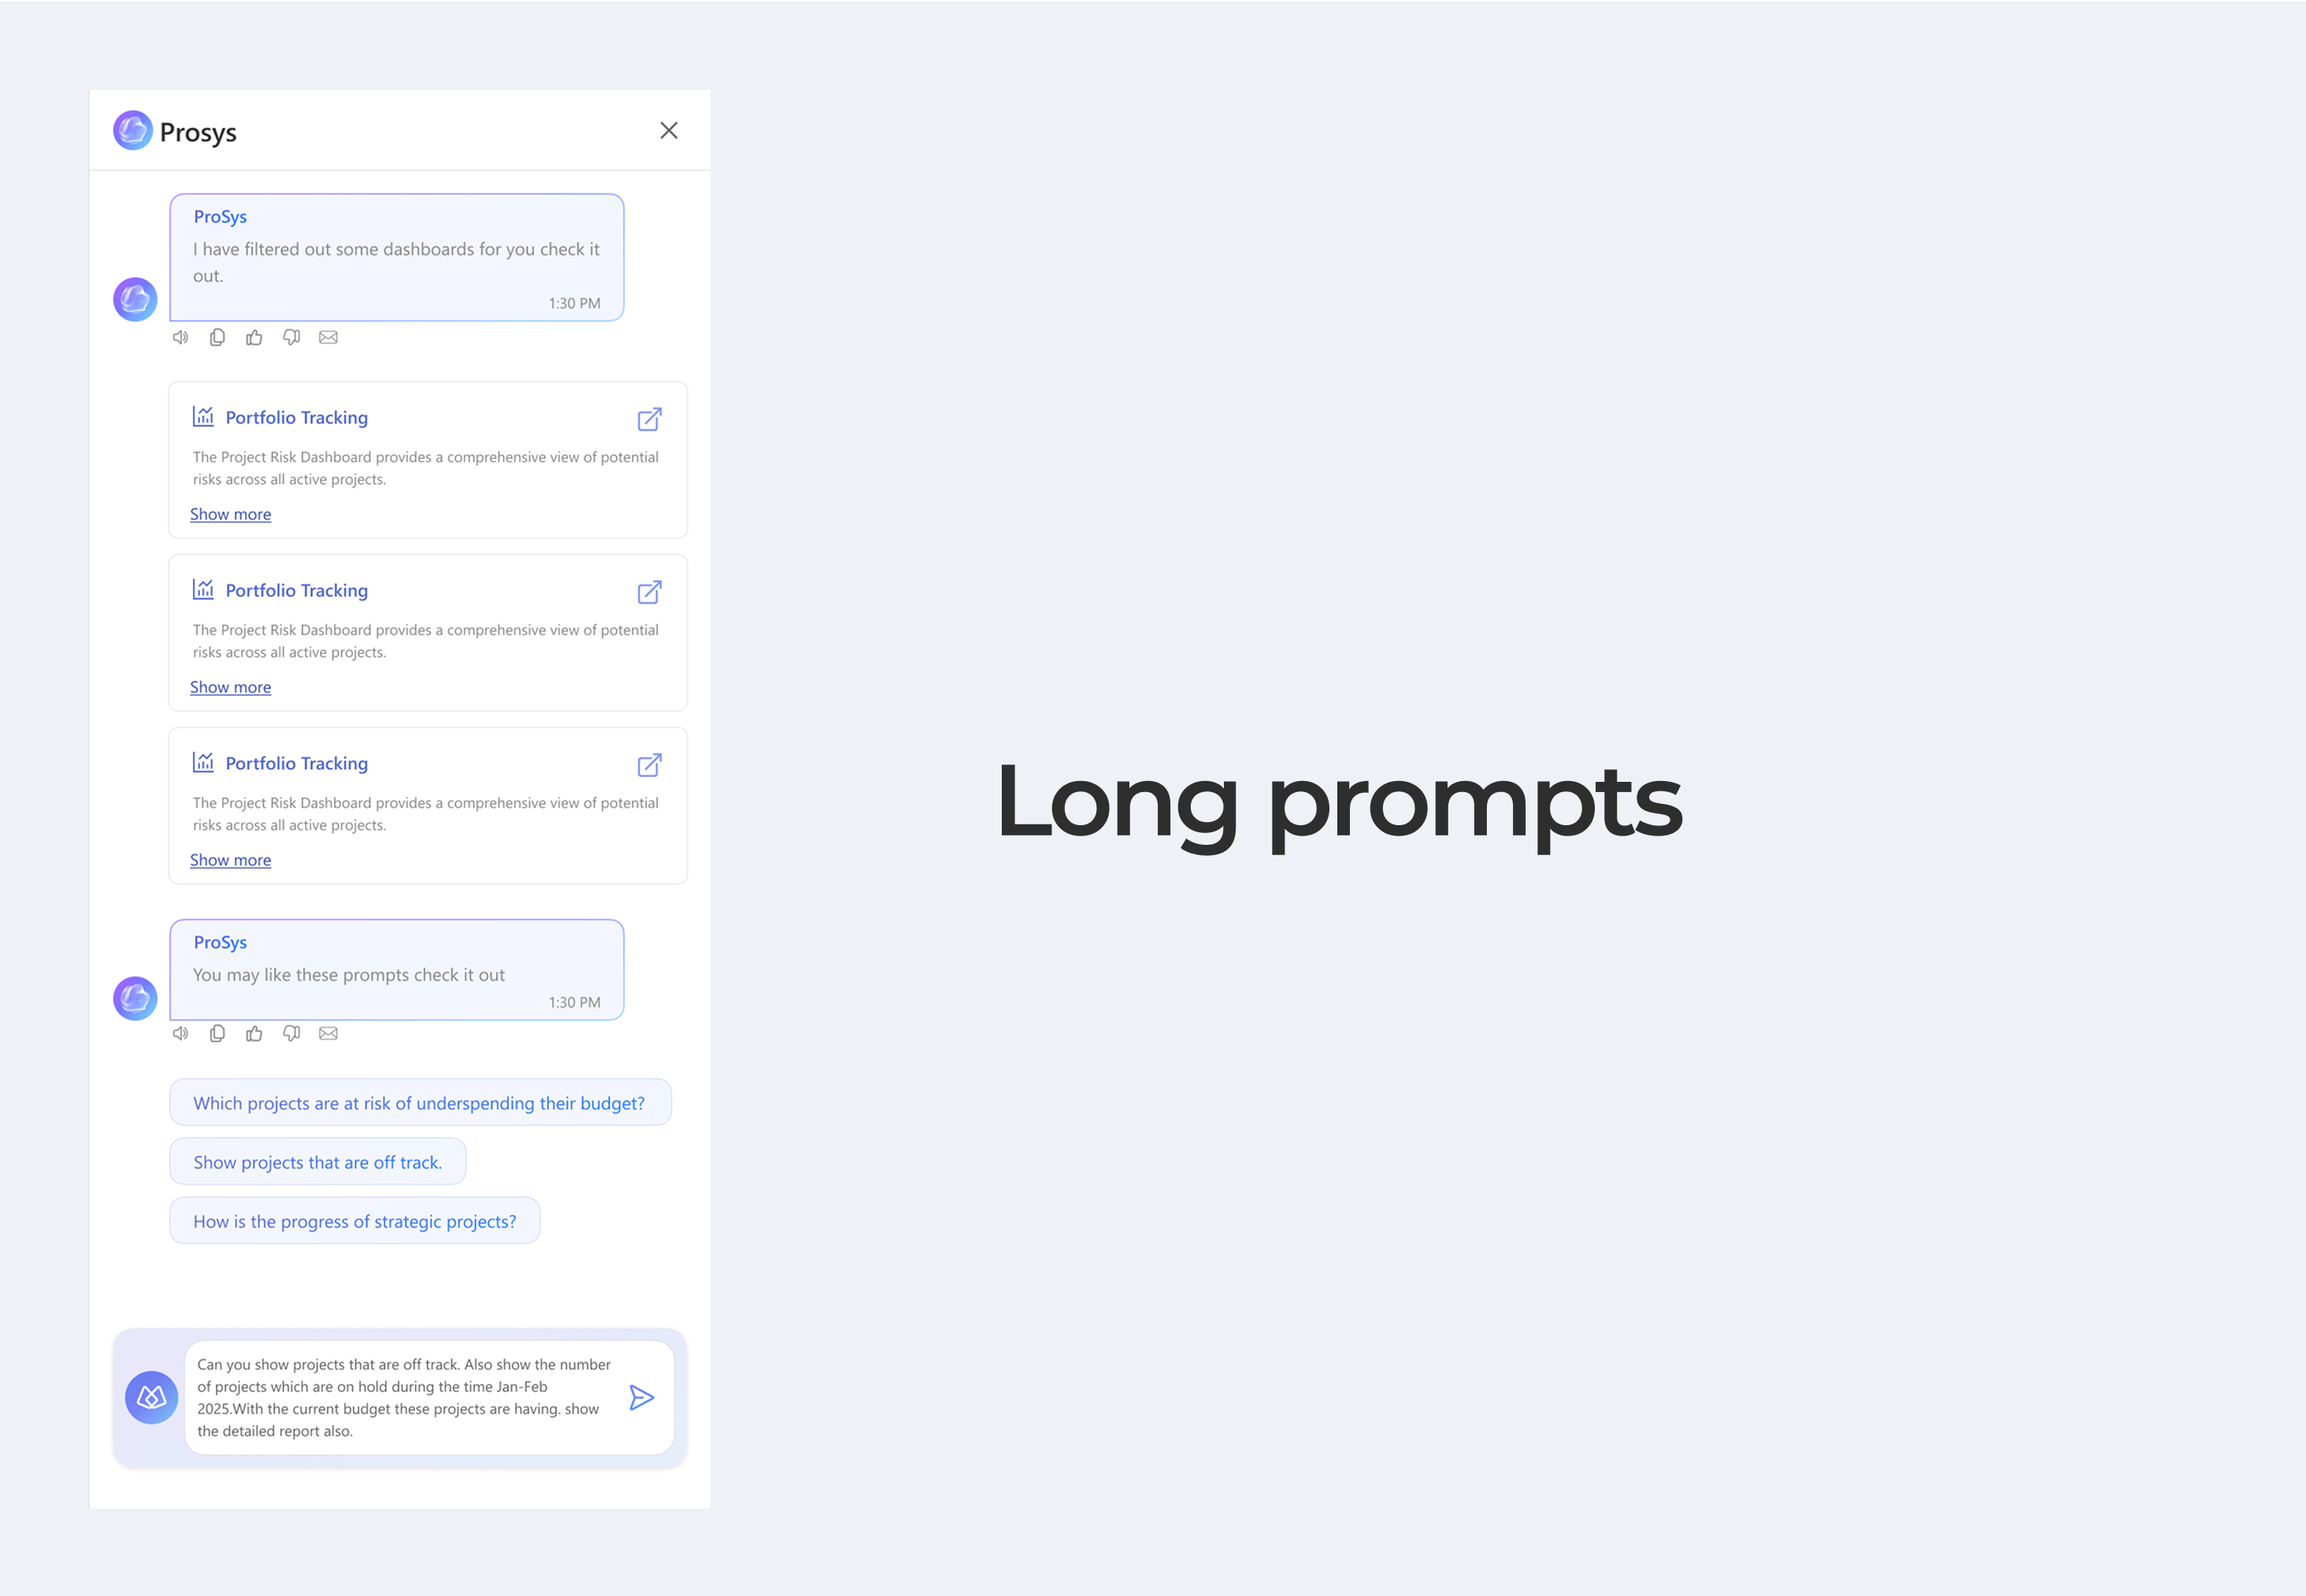 Prosys
ProSys
I have filtered out some dashboards for you check it
out.
1:30 PM
Portfolio Tracking
The Project Risk Dashboard provides a comprehensive view of potential
risks across all active projects.
Show more
Portfolio Tracking
The Project Risk Dashboard provides a comprehensive view of potential
risks across all active projects.
Show more
Portfolio Tracking
The Project Risk Dashboard provides a comprehensive view of potential
risks across all active projects.
Show more
ProSys
You may like these prompts check it out
1:30 PM
Which projects are at risk of underspending their budget?
Show projects that are off track.
How is the progress of strategic projects?
Can you show projects that are off track. Also show the number
of projects which are on hold during the time Jan-Feb
2025.With the current budget these projects are having. show
the detailed report also.
Long prompts